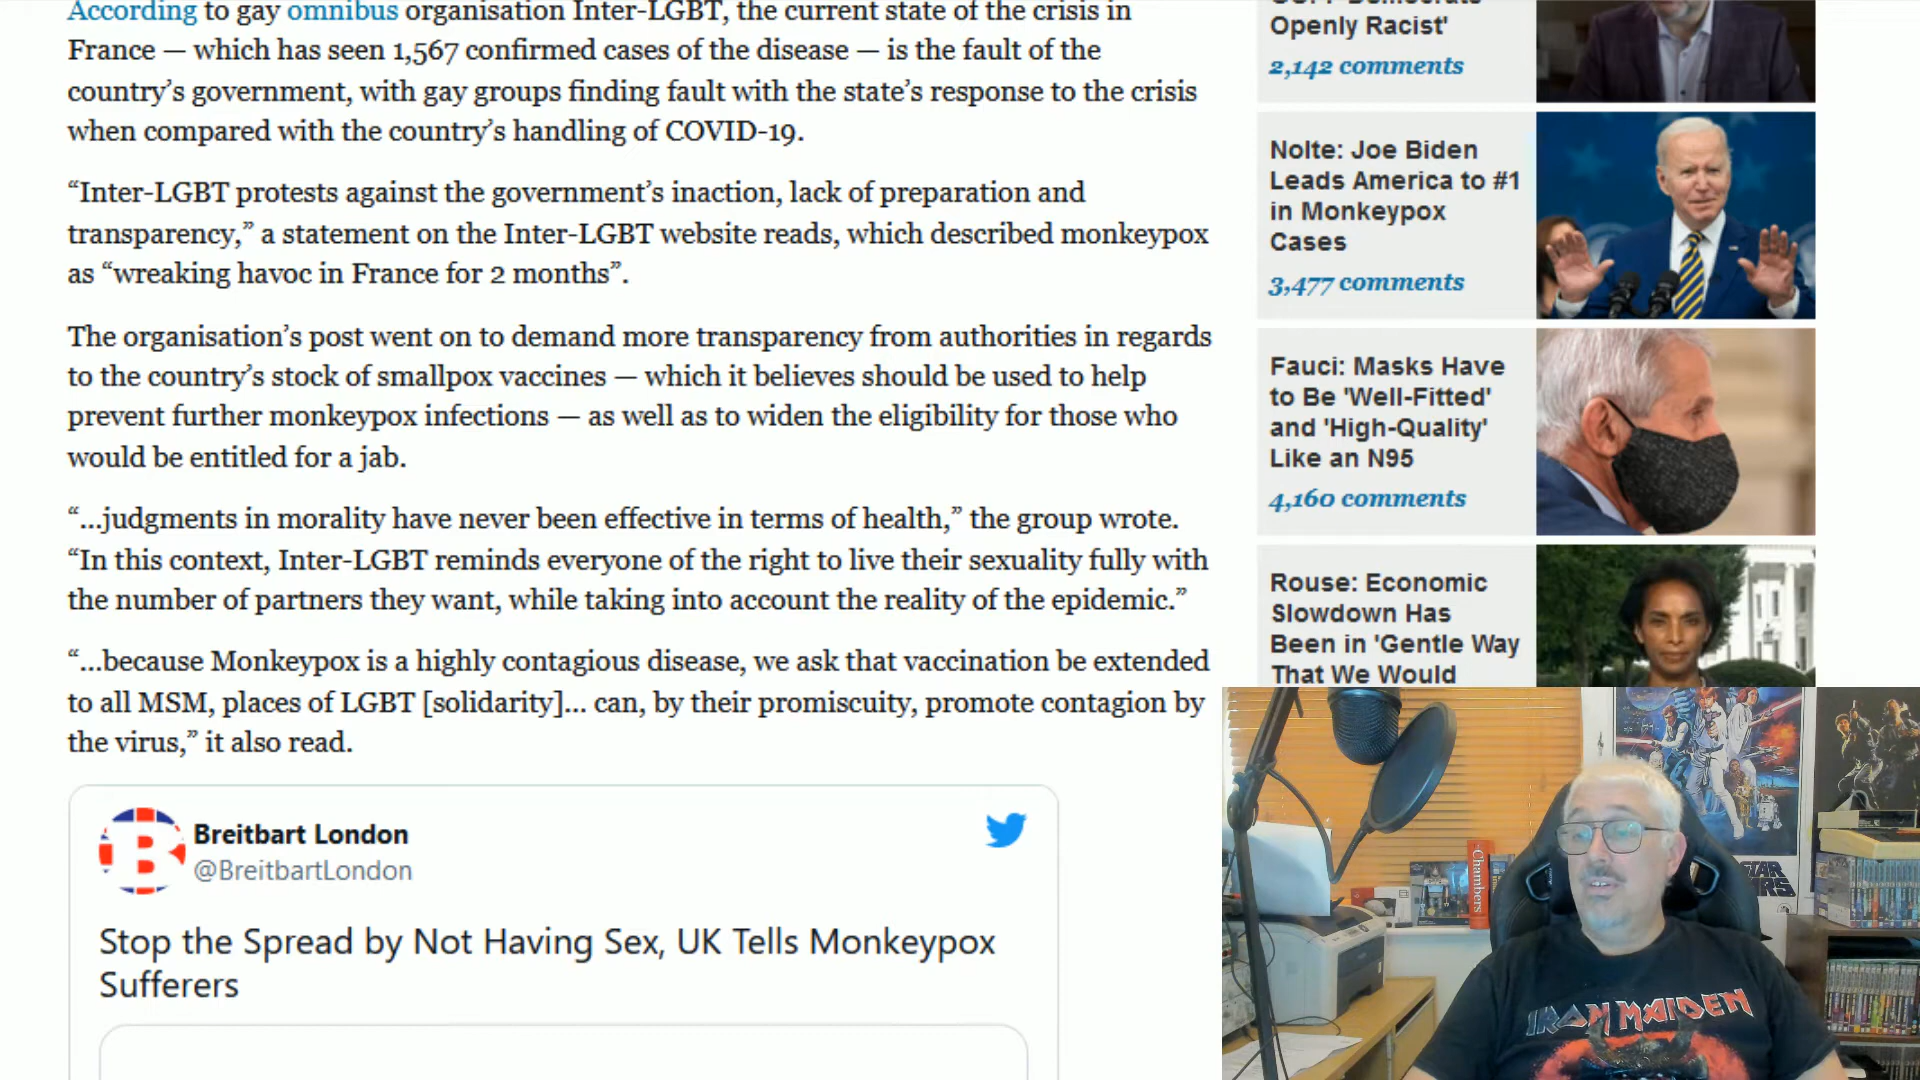 According to gay omnibus organisation Inter-LGBT, the current state of the crisis in
France — which has seen 1,567 confirmed cases of the disease — is the fault of the
country’s government, with gay groups finding fault with the state’s response to the crisis
when compared with the country’s handling of COVID-19.
“Inter-LGBT protests against the government’s inaction, lack of preparation and
transparency,” a statement on the Inter-LGBT website reads, which described monkeypox
as “wreaking havoc in France for 2 months”.
The organisation’s post went on to demand more transparency from authorities in regards
to the country’s stock of smallpox vaccines — which it believes should be used to help
prevent further monkeypox infections — as well as to widen the eligibility for those who
would be entitled for a jab.
“…judgments in morality have never been effective in terms of health,” the group wrote.
“In this context, Inter-LGBT reminds everyone of the right to live their sexuality fully with
the number of partners they want, while taking into account the reality of the epidemic.”
“…because Monkeypox is a highly contagious disease, we ask that vaccination be extended
to all MSM, places of LGBT [solidarity]… can, by their promiscuity, promote contagion by
the virus,” it also read.
B
Breitbart London
@BreitbartLondon
Stop the Spread by Not Having Sex, UK Tells Monkeypox
Sufferers
Openly Racist'
2,142 comments
Nolte: Joe Biden
Leads America to #1
in Monkeypox
Cases
3,477 comments
Fauci: Masks Have
to Be 'Well-Fitted'
and 'High-Quality'
Like an N95
4,160 comments
Rouse: Economic
Slowdown Has
Been in 'Gentle Way
That We Would
Chambers
STAR
WARS
IRON MAIDEN